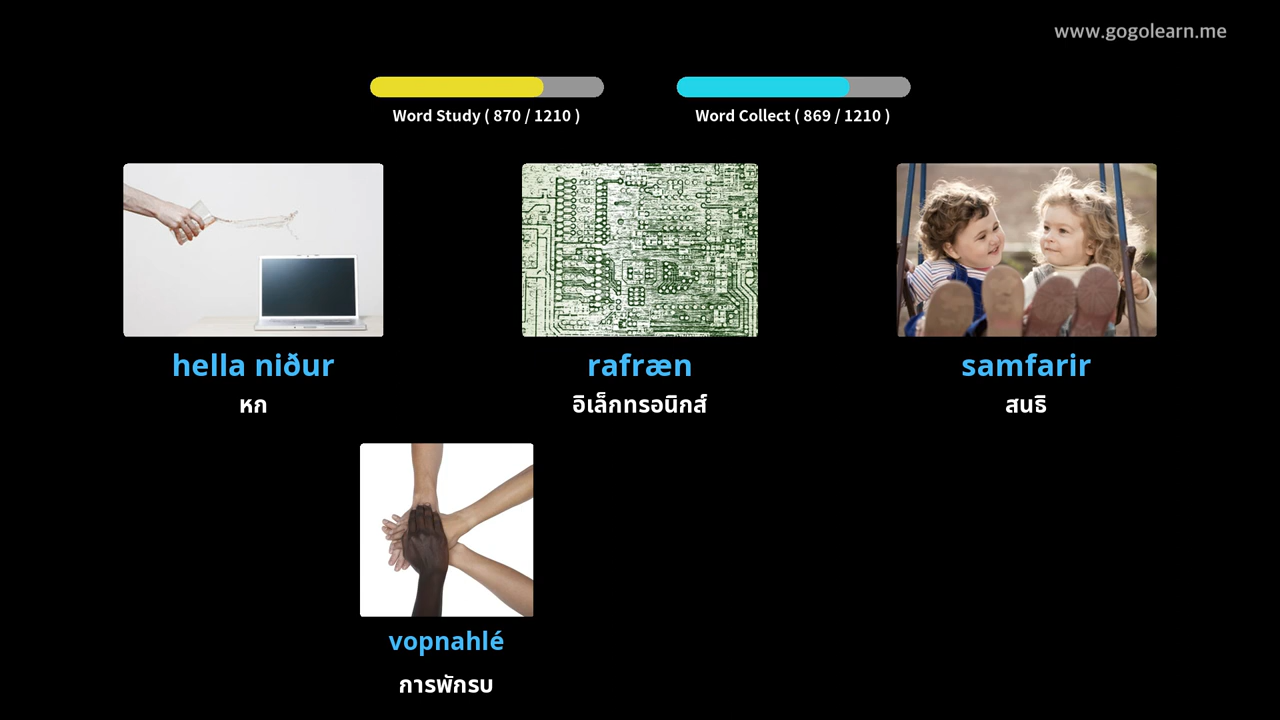 www.gogolearn.me
Word Study ( 870 / 1210 )
Word Collect ( 869 / 1210 )
hella niður
rafræn
samfarir
หก
อิเล็กทรอนิกส์
สนธิ
vopnahlé
การพักรบ